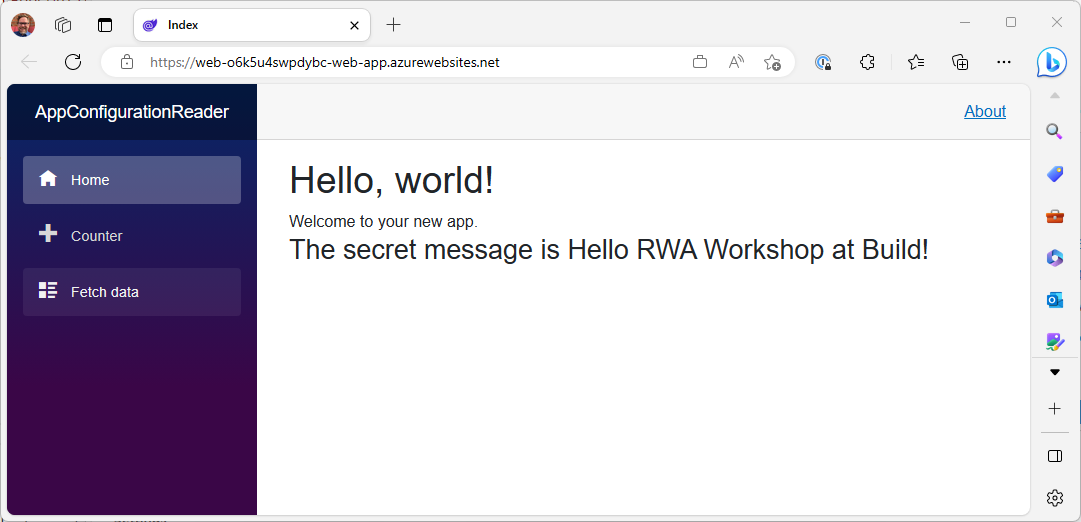 Index
https://web-o6k5u4swpdybc-web-app.azurewebsites.net
AppConfigurationReader
About
Home
Counter
Fetch data
Hello, world!
Welcome to your new app.
The secret message is Hello RWA Workshop at Build!